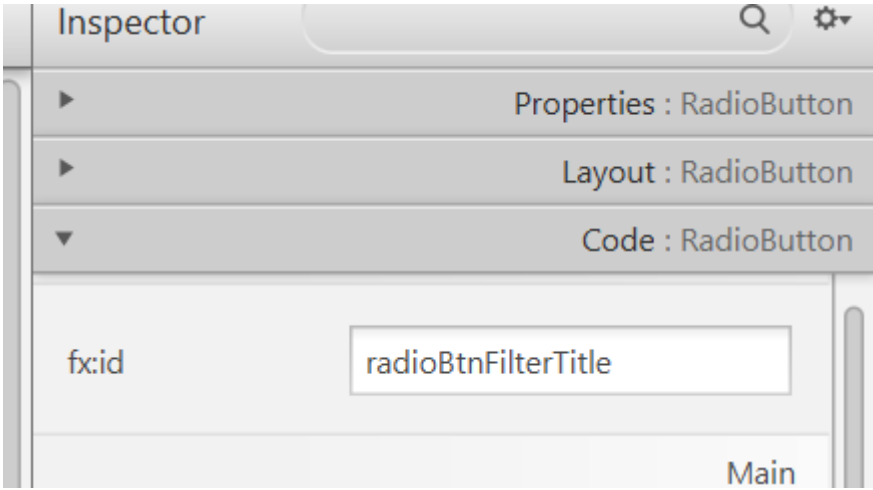 Inspector
Properties : RadioButton
Layout : RadioButton
Code : RadioButton
fx:id radioBtnFilterTitle
Main